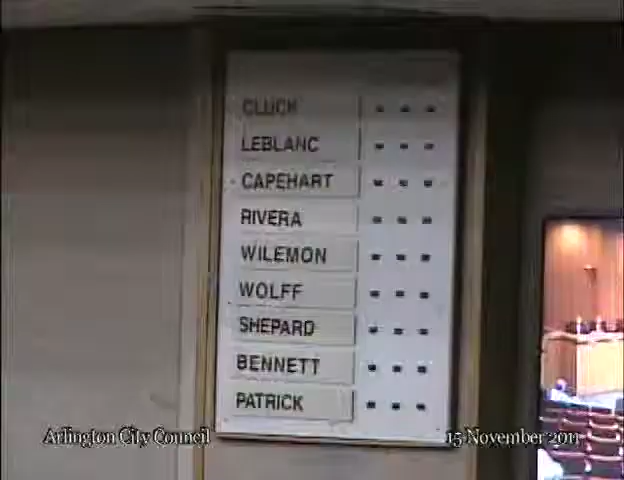 CLUCK
LEBLANC
CAPEHART
RIVERA
WILEMON
WOLFF
SHEPARD
BENNETT
PATRICK
Arlington City Council
15 November 2011